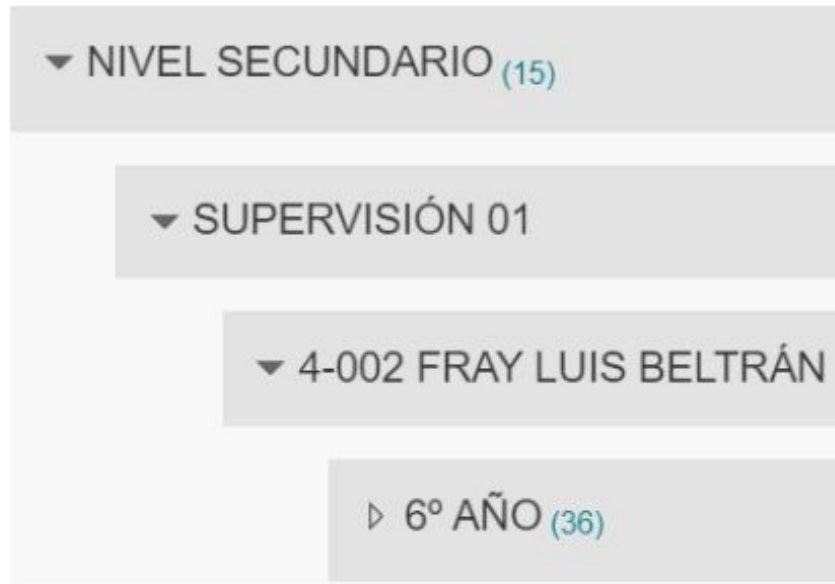 NIVEL SECUNDARIO (15)
SUPERVISIÓN 01
4-002 FRAY LUIS BELTRÁN
6º AÑO (36)